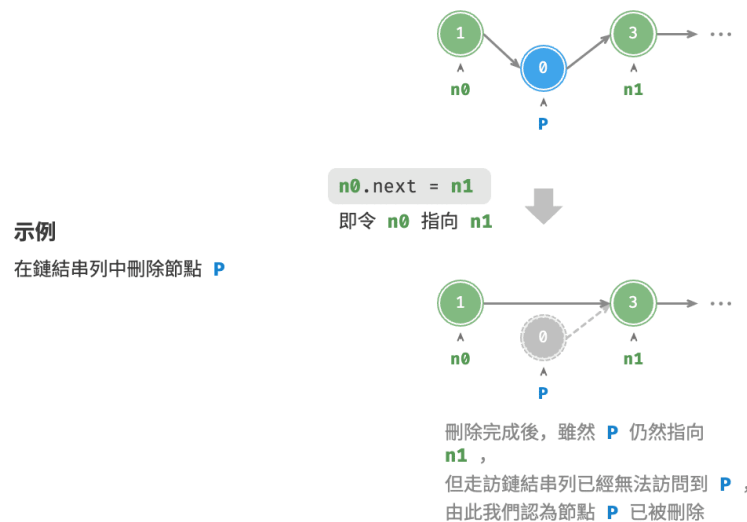 1
3
0
n0
n1
P
n0.next = n1
即令 n0 指向 n1
示例
在鏈結串列中刪除節點 P
1
3
0
n0
n1
P
刪除完成後，雖然 P 仍然指向
n1 ，
但走訪鏈結串列已經無法訪問到 P ，
由此我們認為節點 P 已被刪除